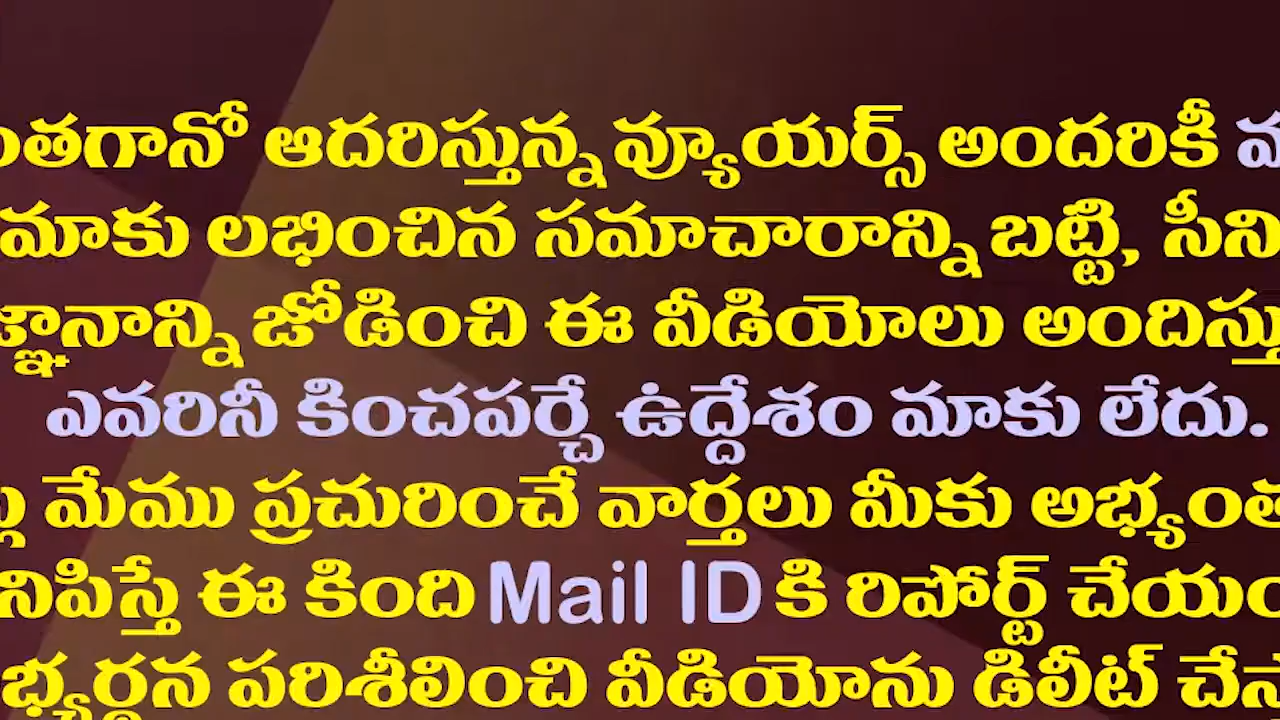 ఆదరిస్తున్న వ్యూయర్స్ అందరికీ
మాకు లభించిన సమాచారాన్ని బట్టి,
జోడించి ఈ వీడియోలు
ఎవరినీ కించపర్చే ఉద్దేశం మాకు లేదు.
మేము ప్రచురించే వార్తలు మీకు
ఈ కింది Mail ID కి రిపోర్ట్
పరిశీలించి వీడియోను డిలీట్